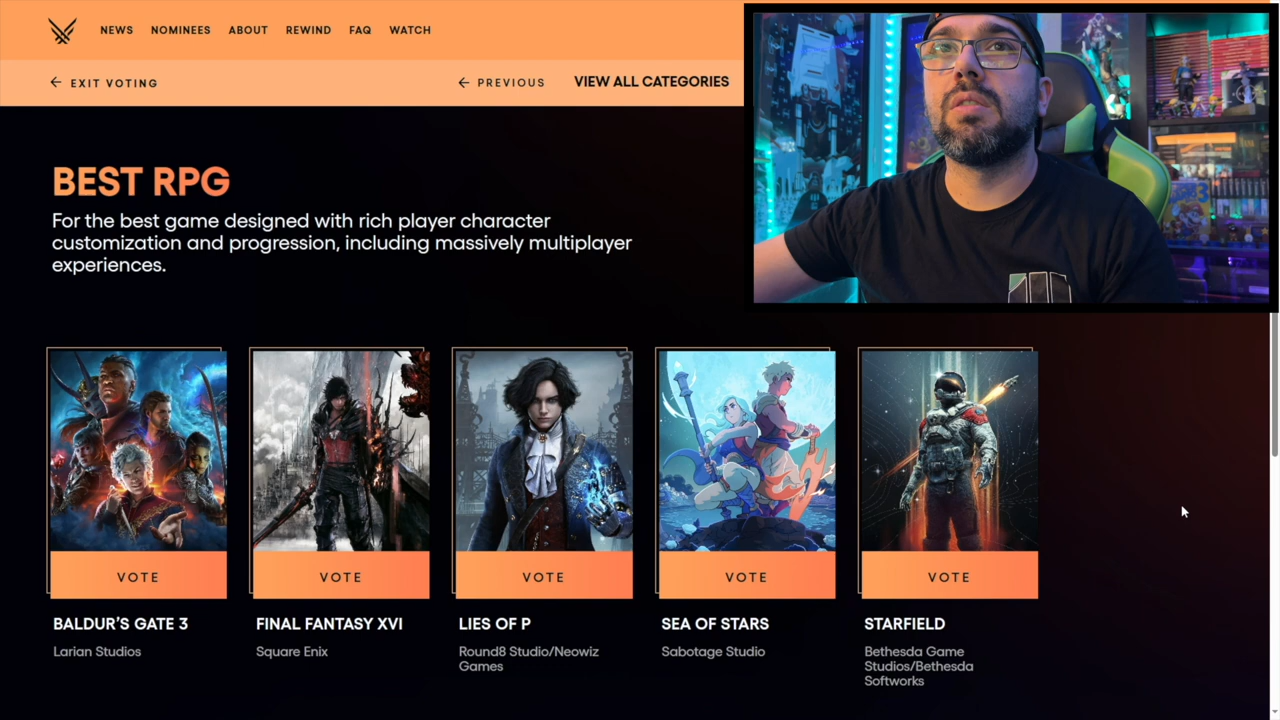 NEWS NOMINEES ABOUT REWIND FAQ WATCH
EXIT VOTING
PREVIOUS
VIEW ALL CATEGORIES
BEST RPG
For the best game designed with rich player character
customization and progression, including massively multiplayer
experiences.
VOTE VOTE VOTE VOTE VOTE
BALDUR'S GATE 3
Larian Studios
FINAL FANTASY XVI
Square Enix
LIES OF P
Round8 Studio/Neowiz
Games
SEA OF STARS
Sabotage Studio
STARFIELD
Bethesda Game
Studios/Bethesda
Softworks